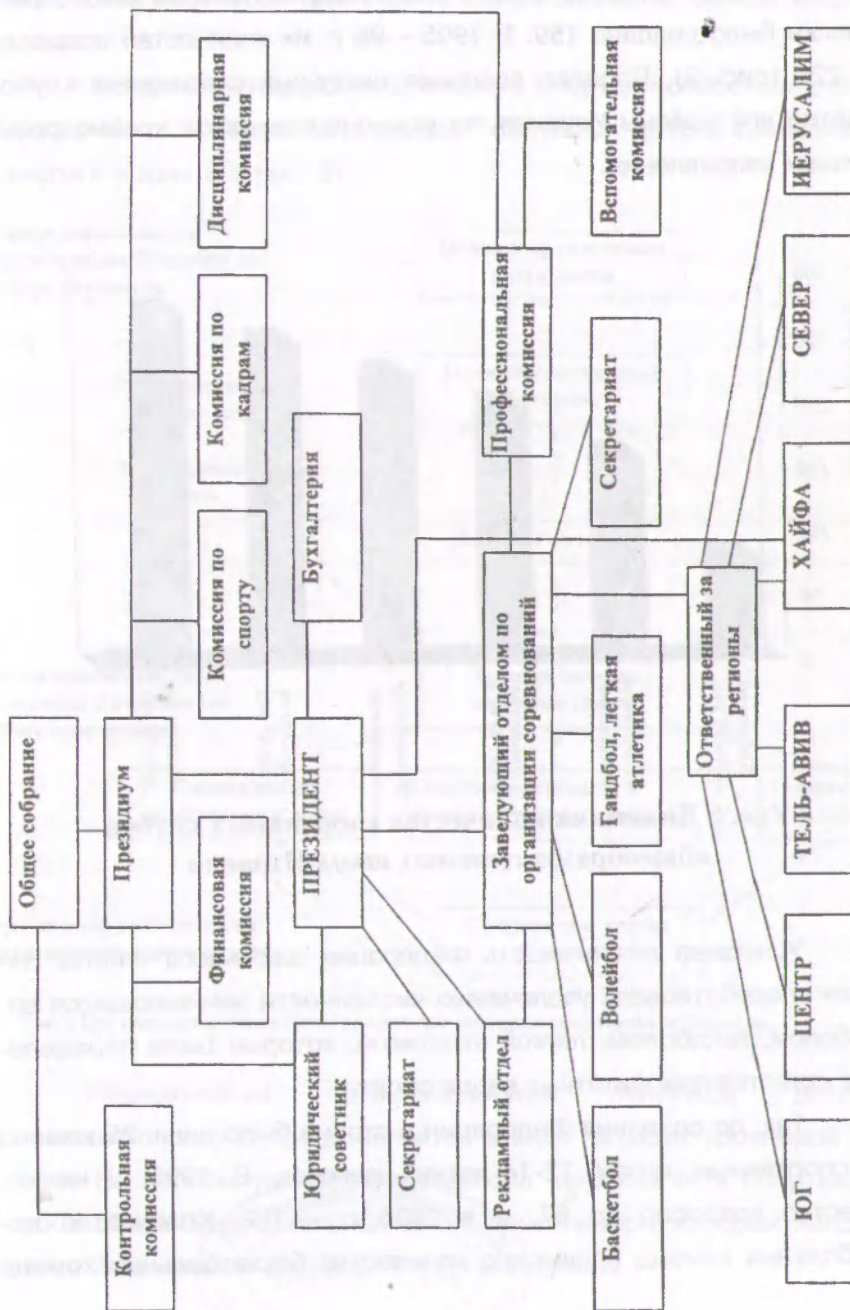 Общее собрание
Контрольная
комиссия
Президиум
Финансовая
комиссия
Комиссия по
спорту
Комиссия по
кадрам
Дисциплинарная
комиссия
Юридический
советник
ПРЕЗИДЕНТ
Бухгалтерия
Секретариат
Рекламный отдел
Заведующий отделом по
организации соревнований
Профессиональная
комиссия
Баскетбол
Волейбол
Гандбол, легкая
атлетика
Секретариат
Вспомогательная
комиссия
Ответственный за
регионы
ЮГ
ЦЕНТР
ТЕЛЬ-АВИВ
ХАЙФА
СЕВЕР
ИЕРУСАЛИМ